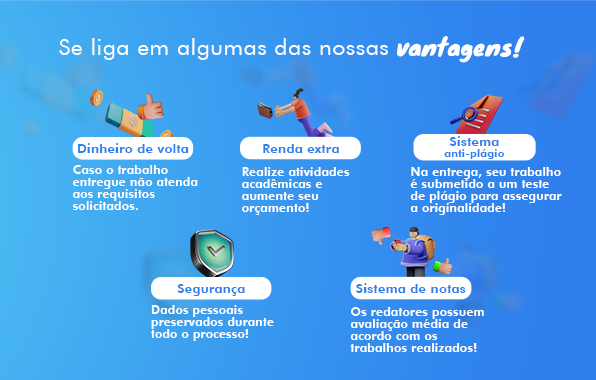 Se liga em algumas das nossas vantagens!
Dinheiro de volta
Caso o trabalho
entregue não atenda
aos requisitos
solicitados.
Renda extra
Realize atividades
acadêmicas e
aumente seu
orçamento!
Sistema
anti-plágio
Na entrega, seu trabalho
é submetido a um teste
de plágio para assegurar
a originalidade!
Segurança
Dados pessoais
preservados durante
todo o processo!
Sistema de notas
Os redatores possuem
avaliação média de
acordo com os
trabalhos realizados!